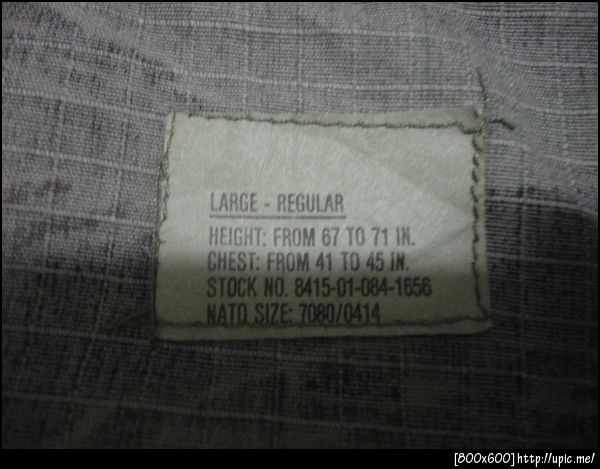 LARGE - REGULAR
HEIGHT: FROM 67 TO 71 IN.
CHEST: FROM 41 TO 45 IN.
STOCK NO. 8415-01-084-1656
NATO SIZE: 7080/0414
[800x600]http://upic.me/